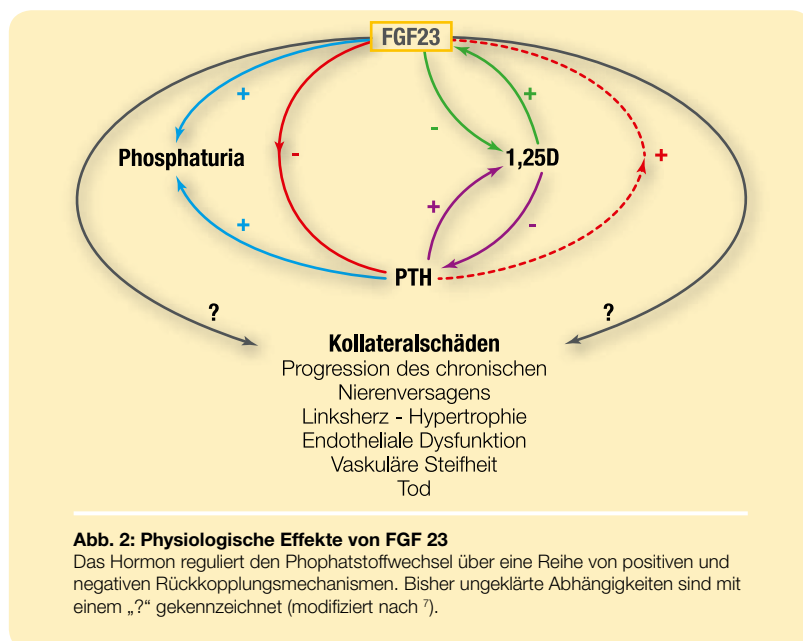 FGF23
+
+
-
-
Phosphaturia
1,25D
+
+
+
-
PTH
?
?
Kollateralschäden
Progression des chronischen
Nierenversagens
Linksherz - Hypertrophie
Endotheliale Dysfunktion
Vaskuläre Steifheit
Tod
Abb. 2: Physiologische Effekte von FGF 23
Das Hormon reguliert den Phophatstoffwechsel über eine Reihe von positiven und
negativen Rückkopplungsmechanismen. Bisher ungeklärte Abhängigkeiten sind mit
einem „?“ gekennzeichnet (modifiziert nach ⁷).